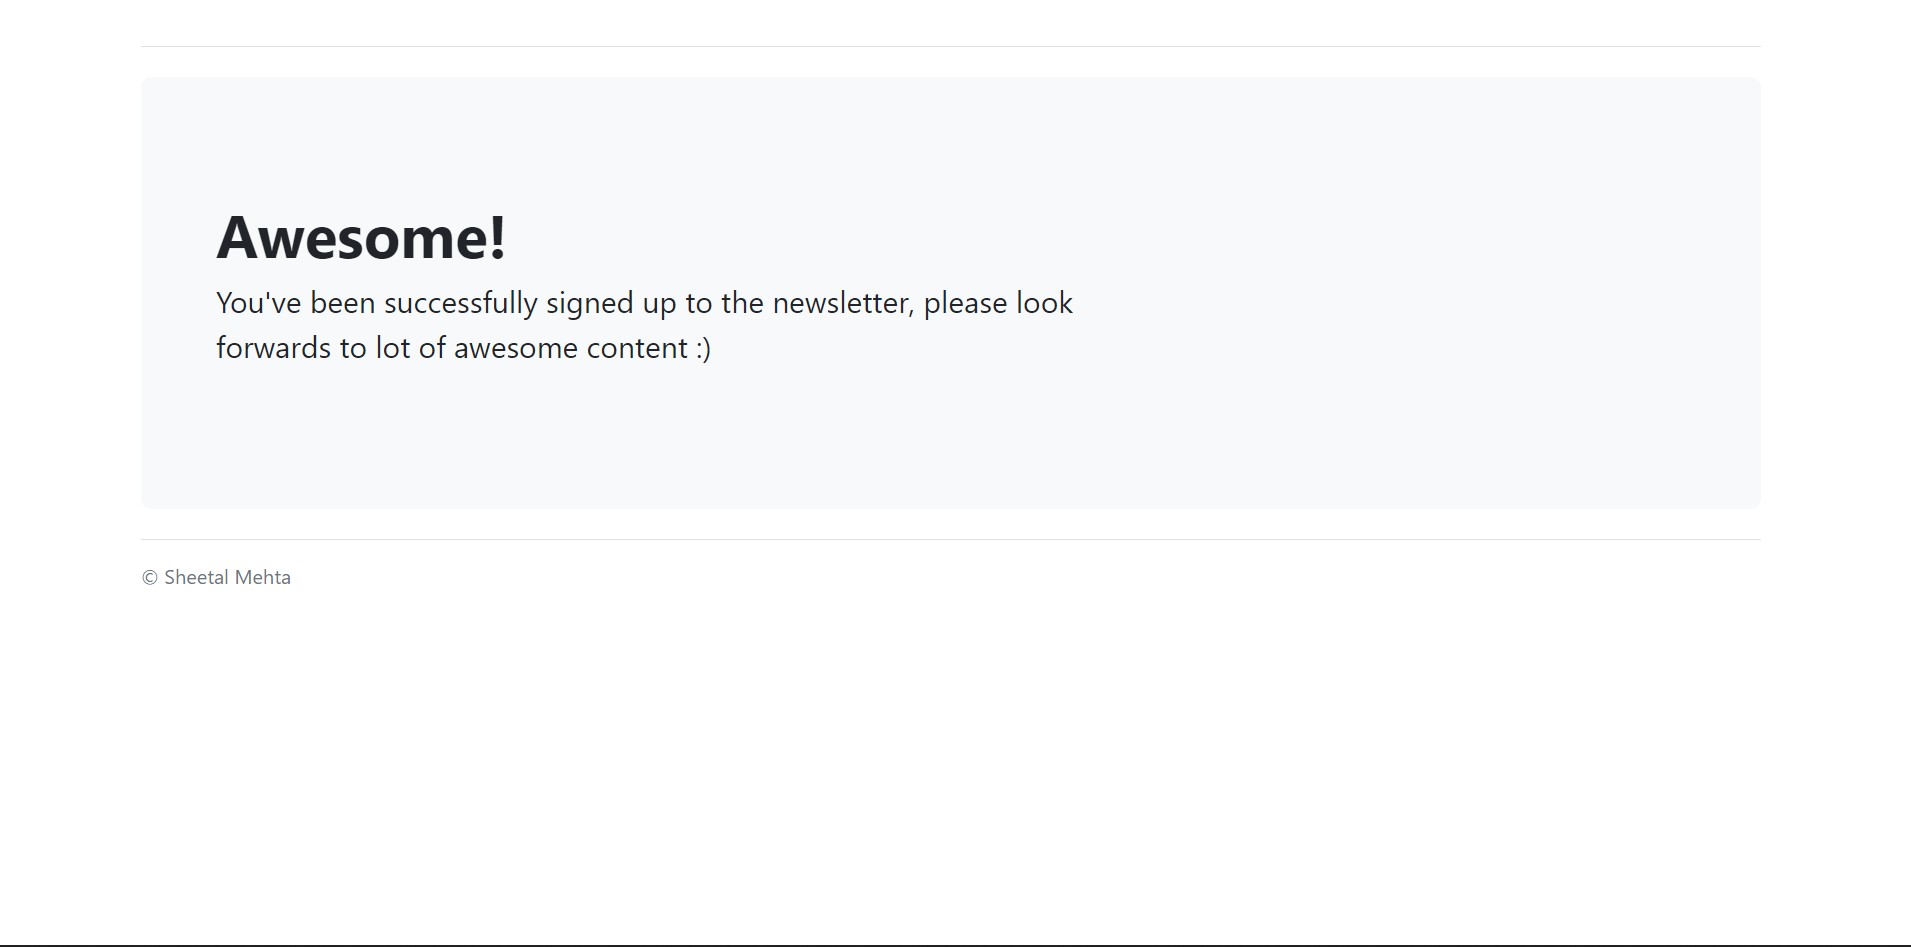 Awesome!
You've been successfully signed up to the newsletter, please look
forwards to lot of awesome content :)
© Sheetal Mehta